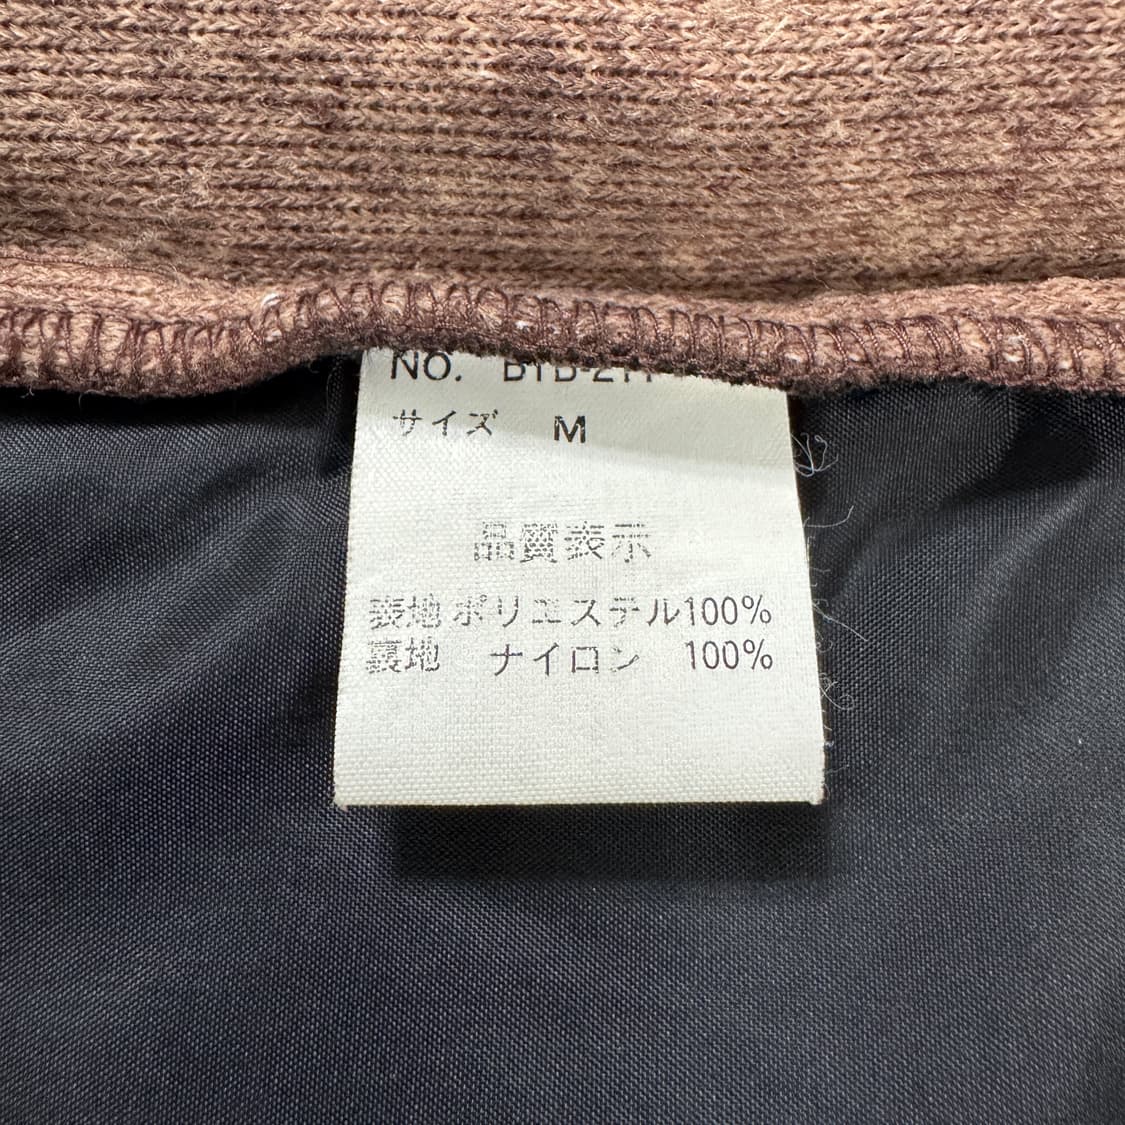 NO.
サイズ M
品質表示
表地 ポリエステル100%
裏地 ナイロン 100%